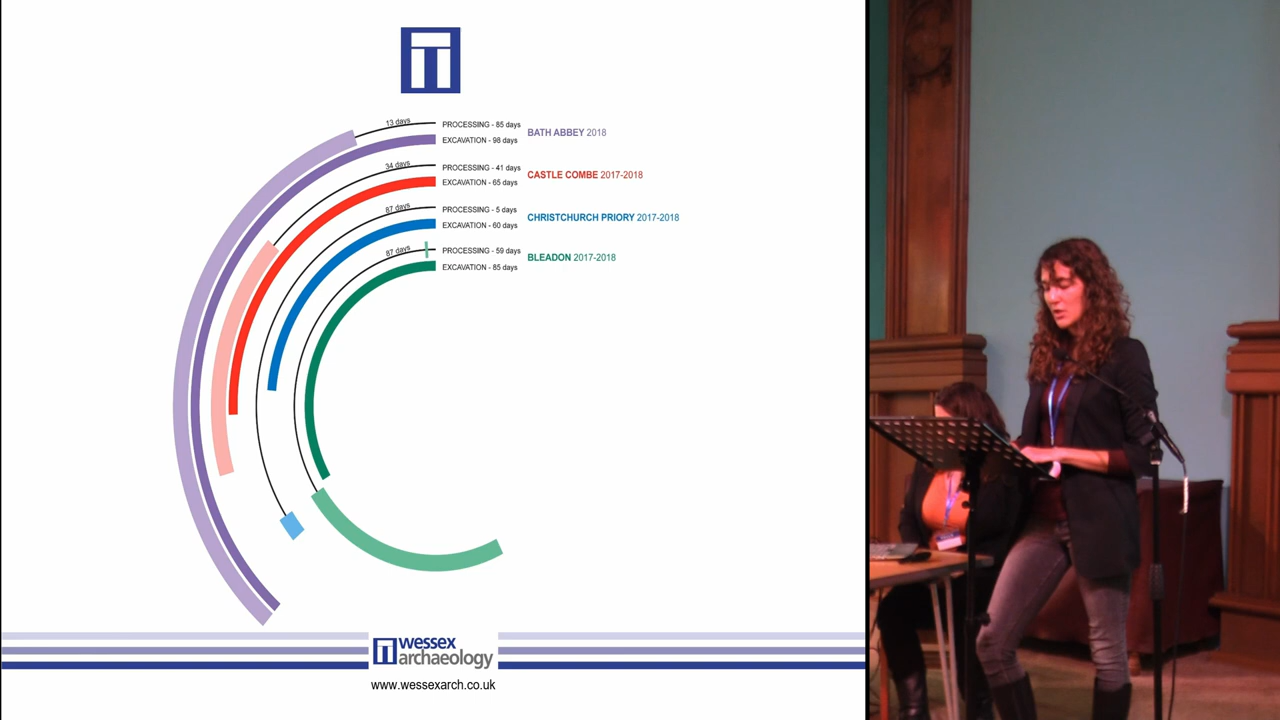 13 days
PROCESSING - 85 days
EXCAVATION - 98 days
BATH ABBEY 2018
34 days
PROCESSING - 41 days
EXCAVATION - 65 days
CASTLE COMBE 2017-2018
87 days
PROCESSING - 5 days
EXCAVATION - 60 days
CHRISTCHURCH PRIORY 2017-2018
87 days
PROCESSING - 59 days
EXCAVATION - 85 days
BLEADON 2017-2018
wessex
archaeology
www.wessexarch.co.uk